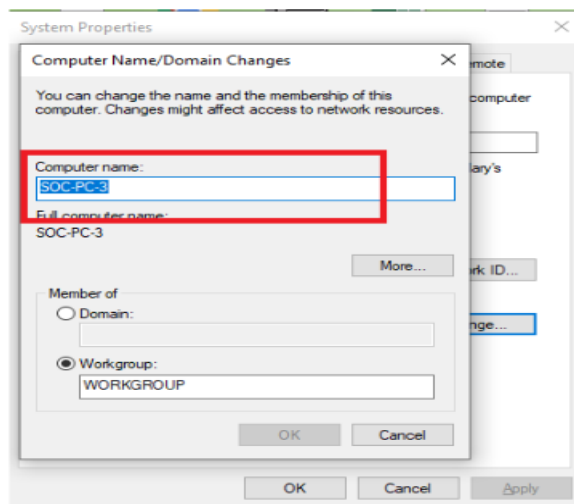 System Properties
Computer Name/Domain Changes
emote
You can change the name and the membership of this
computer. Changes might affect access to network resources.
computer
Computer name:
ary's
SOC-PC-3
Full computer name:
SOC-PC-3
More...
rk ID...
Member of
Domain:
nge...
Workgroup:
WORKGROUP
OK
Cancel
OK
Cancel
Apply